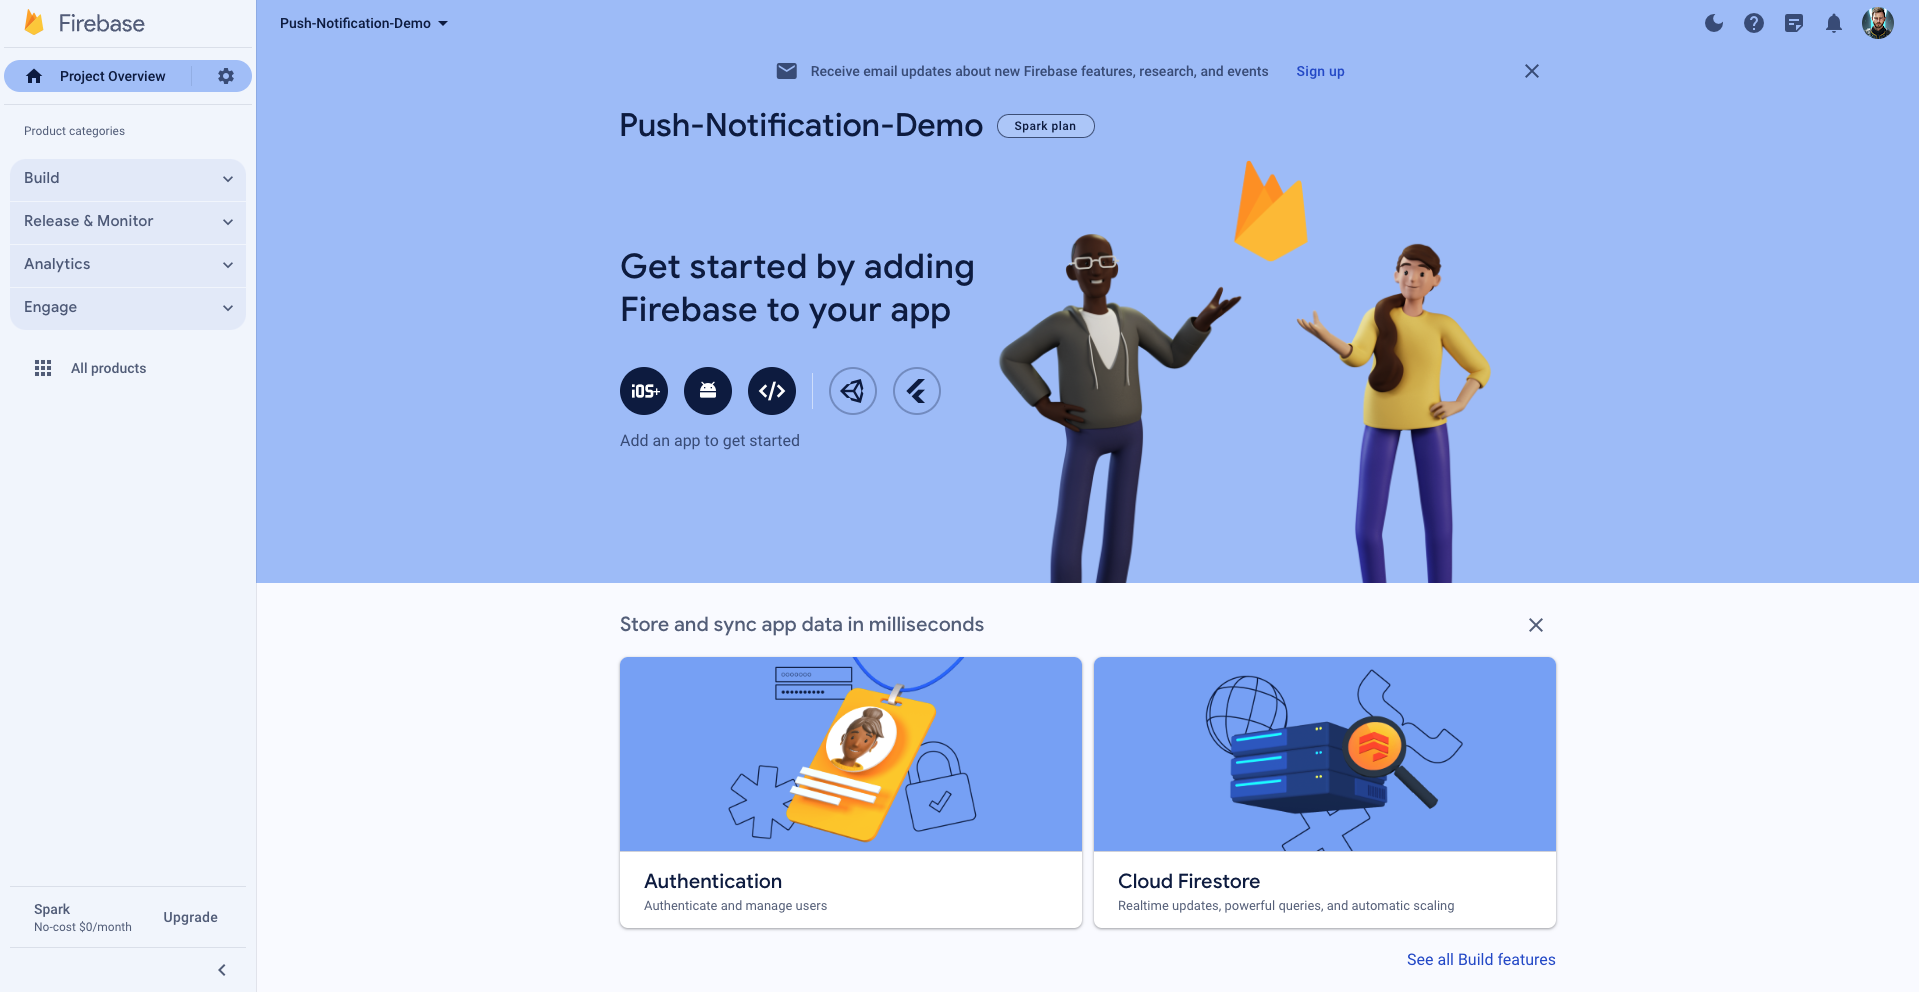 Firebase
Push-Notification-Demo
Project Overview
Receive email updates about new Firebase features, research, and events
Sign up
Product categories
Build
Release & Monitor
Analytics
Engage
All products
Push-Notification-Demo
Spark plan
Get started by adding
Firebase to your app
iOS+
Add an app to get started
Store and sync app data in milliseconds
Authentication
Authenticate and manage users
Cloud Firestore
Realtime updates, powerful queries, and automatic scaling
See all Build features
Spark
No-cost $0/month
Upgrade